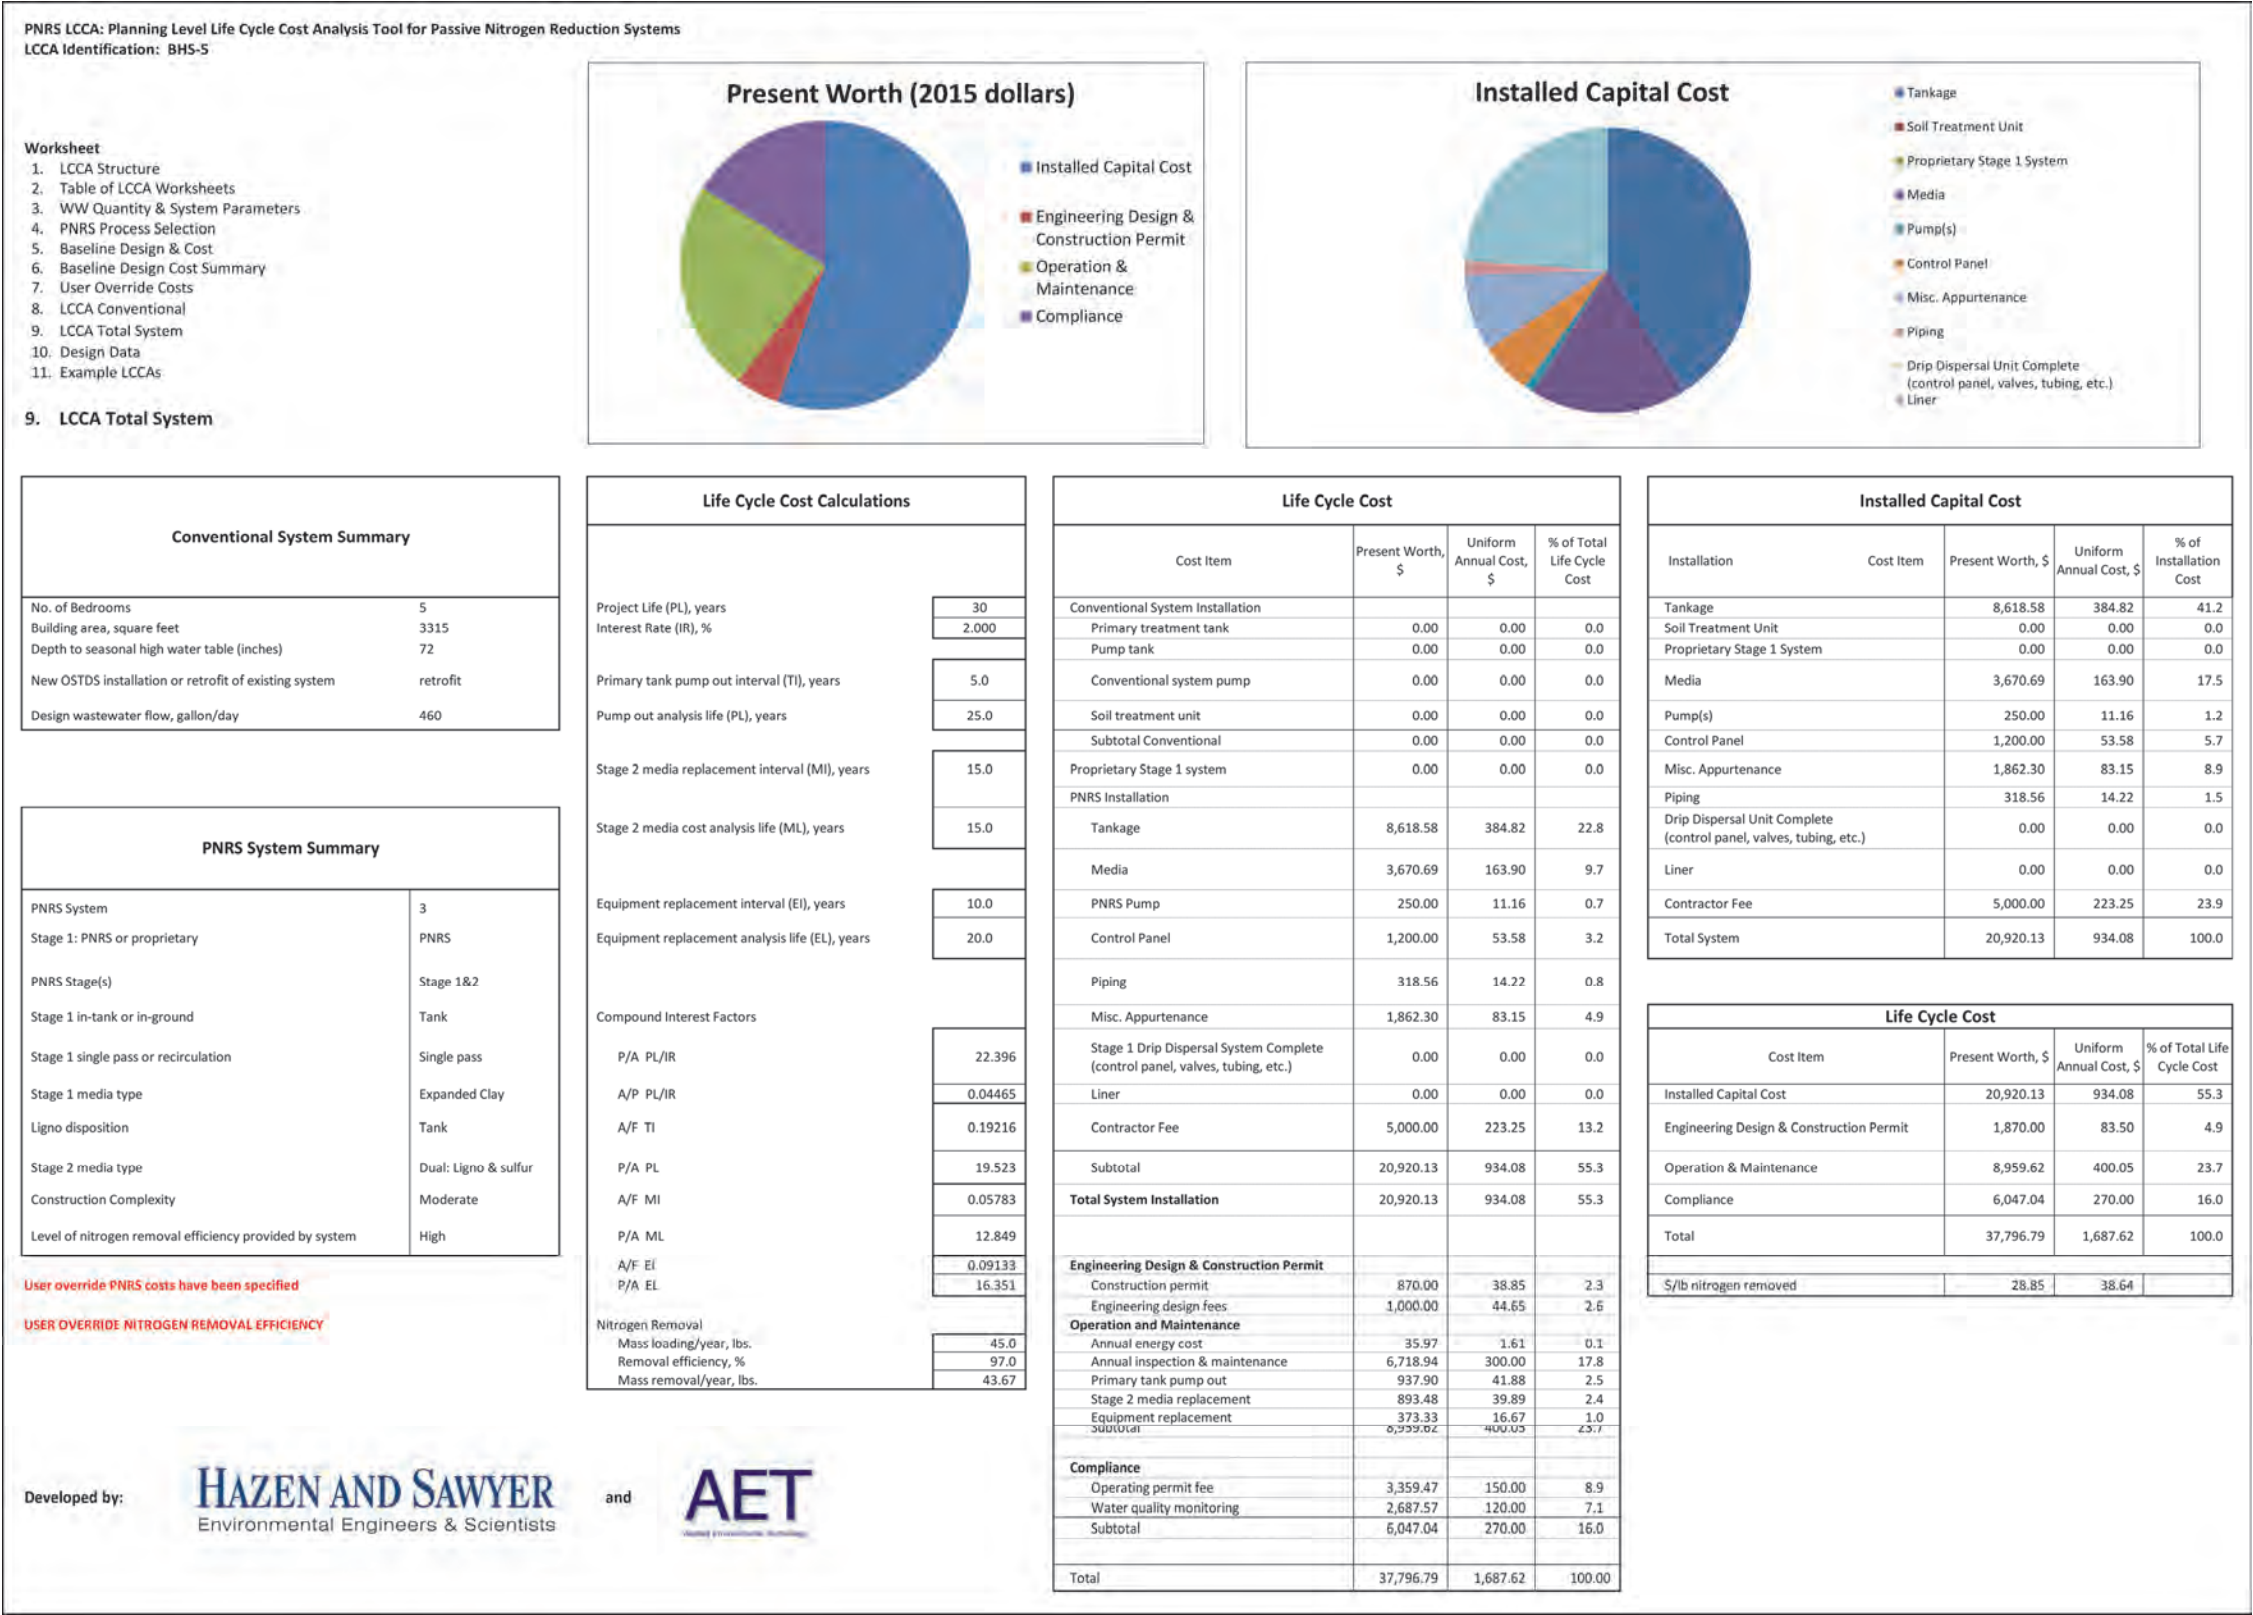 PNRS LCCA: Planning Level Life Cycle Cost Analysis Tool for Passive Nitrogen Reduction Systems
LCCA Identification: BHS-5
Worksheet
1. LCCA Structure
2. Table of LCCA Worksheets
3. WW Quantity & System Parameters
4. PNRS Process Selection
5. Baseline Design & Cost
6. Baseline Design Cost Summary
7. User Override Costs
8. LCCA Conventional
9. LCCA Total System
10. Design Data
11. Example LCCAs
9. LCCA Total System
Present Worth (2015 dollars)
Installed Capital Cost
Engineering Design &
Construction Permit
Operation &
Maintenance
Compliance
Installed Capital Cost
Tankage
Soil Treatment Unit
Proprietary Stage 1 System
Media
Pump(s)
Control Panel
Misc. Appurtenance
Piping
Drip Dispersal Unit Complete
(control panel, valves, tubing, etc.)
Liner
Conventional System Summary
No. of Bedrooms 5
Building area, square feet 3315
Depth to seasonal high water table (inches) 72
New OSTDS installation or retrofit of existing system retrofit
Design wastewater flow, gallon/day 460
PNRS System Summary
PNRS System 3
Stage 1: PNRS or proprietary PNRS
PNRS Stage(s) Stage 1&2
Stage 1 in-tank or in-ground Tank
Stage 1 single pass or recirculation Single pass
Stage 1 media type Expanded Clay
Ligno disposition Tank
Stage 2 media type Dual: Ligno & sulfur
Construction Complexity Moderate
Level of nitrogen removal efficiency provided by system High
User override PNRS costs have been specified
USER OVERRIDE NITROGEN REMOVAL EFFICIENCY
Life Cycle Cost Calculations
Project Life (PL), years 30
Interest Rate (IR), % 2.000
Primary tank pump out interval (TI), years 5.0
Pump out analysis life (PL), years 25.0
Stage 2 media replacement interval (MI), years 15.0
Stage 2 media cost analysis life (ML), years 15.0
Equipment replacement interval (EI), years 10.0
Equipment replacement analysis life (EL), years 20.0
Compound Interest Factors
P/A PL/IR 22.396
A/P PL/IR 0.04465
A/F TI 0.19216
P/A PL 19.523
A/F MI 0.05783
P/A ML 12.849
A/F EI 0.09133
P/A EL 16.351
Nitrogen Removal
Mass loading/year, lbs. 45.0
Removal efficiency, % 97.0
Mass removal/year, lbs. 43.67
Life Cycle Cost
Cost Item Present Worth, $ Uniform Annual Cost, $ % of Total Life Cycle Cost
Conventional System Installation
Primary treatment tank 0.00 0.00 0.0
Pump tank 0.00 0.00 0.0
Conventional system pump 0.00 0.00 0.0
Soil treatment unit 0.00 0.00 0.0
Subtotal Conventional 0.00 0.00 0.0
Proprietary Stage 1 system 0.00 0.00 0.0
PNRS Installation
Tankage 8,618.58 384.82 22.8
Media 3,670.69 163.90 9.7
PNRS Pump 250.00 11.16 0.7
Control Panel 1,200.00 53.58 3.2
Piping 318.56 14.22 0.8
Misc. Appurtenance 1,862.30 83.15 4.9
Stage 1 Drip Dispersal System Complete
(control panel, valves, tubing, etc.) 0.00 0.00 0.0
Liner 0.00 0.00 0.0
Contractor Fee 5,000.00 223.25 13.2
Subtotal 20,920.13 934.08 55.3
Total System Installation 20,920.13 934.08 55.3
Engineering Design & Construction Permit
Construction permit 870.00 38.85 2.3
Engineering design fees 1,000.00 44.65 2.6
Operation and Maintenance
Annual energy cost 35.97 1.61 0.1
Annual inspection & maintenance 6,718.94 300.00 17.8
Primary tank pump out 937.90 41.88 2.5
Stage 2 media replacement 893.48 39.89 2.4
Equipment replacement 373.33 16.67 1.0
Subtotal 8,959.62 400.05 23.7
Compliance
Operating permit fee 3,359.47 150.00 8.9
Water quality monitoring 2,687.57 120.00 7.1
Subtotal 6,047.04 270.00 16.0
Total 37,796.79 1,687.62 100.00
Installed Capital Cost
Installation Cost Item Present Worth, $ Uniform Annual Cost, $ % of Installation Cost
Tankage 8,618.58 384.82 41.2
Soil Treatment Unit 0.00 0.00 0.0
Proprietary Stage 1 System 0.00 0.00 0.0
Media 3,670.69 163.90 17.5
Pump(s) 250.00 11.16 1.2
Control Panel 1,200.00 53.58 5.7
Misc. Appurtenance 1,862.30 83.15 8.9
Piping 318.56 14.22 1.5
Drip Dispersal Unit Complete
(control panel, valves, tubing, etc.) 0.00 0.00 0.0
Liner 0.00 0.00 0.0
Contractor Fee 5,000.00 223.25 23.9
Total System 20,920.13 934.08 100.0
Life Cycle Cost
Cost Item Present Worth, $ Uniform Annual Cost, $ % of Total Life Cycle Cost
Installed Capital Cost 20,920.13 934.08 55.3
Engineering Design & Construction Permit 1,870.00 83.50 4.9
Operation & Maintenance 8,959.62 400.05 23.7
Compliance 6,047.04 270.00 16.0
Total 37,796.79 1,687.62 100.0
$/lb nitrogen removed 28.85 38.64
Developed by:
HAZEN AND SAWYER
Environmental Engineers & Scientists
and
AET